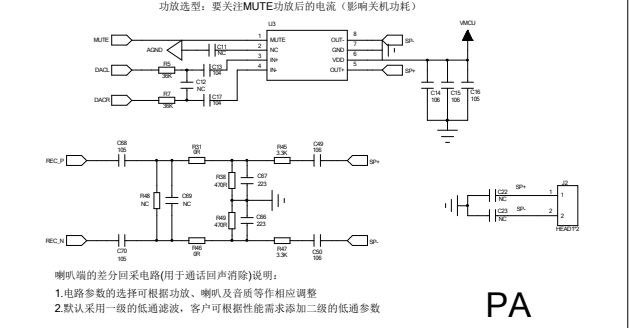 功放选型：要关注MUTE功放后的电流（影响关机功耗）
U3
VMCU
MUTE
AGND
C11
NC
1
MUTE
OUT-
8
SP-
2
NC
GND
7
DACL
R5
36K
C13
104
3
IN+
VDD
6
4
IN-
OUT+
5
SP+
C12
NC
DACR
R7
36K
C17
104
C14
106
C15
106
C16
105
REC_P
C68
105
R31
0R
R45
3.3K
C49
106
SP+
R48
NC
C69
NC
R38
470R
C67
223
R49
470R
C66
223
REC_N
C70
105
R46
0R
R47
3.3K
C50
106
SP-
J2
C22
NC
SP+
1
1
C23
NC
SP-
2
2
HEADER2
喇叭端的差分回采电路(用于通话回声消除)说明：
1.电路参数的选择可根据功放、喇叭及音质等作相应调整
2.默认采用一级的低通滤波，客户可根据性能需求添加二级的低通参数
PA